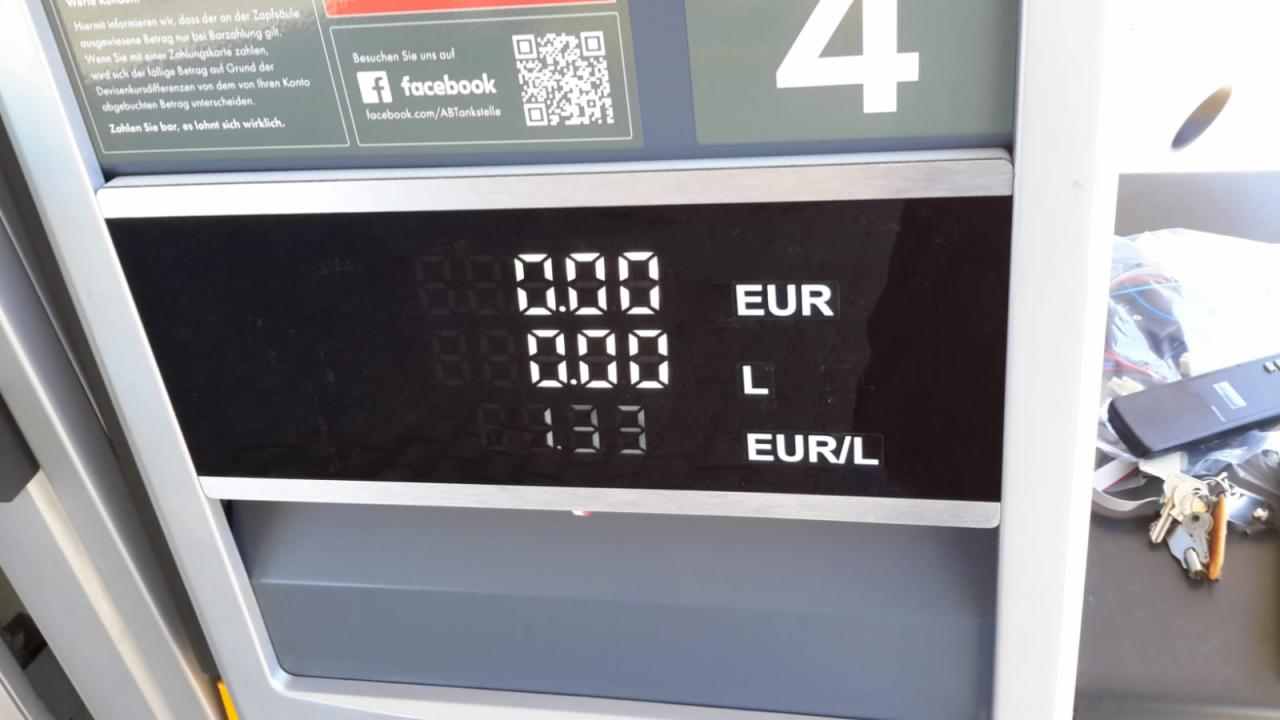 Werte Kunden!
Hiermit informieren wir, dass der an der Zapfsäule
ausgewiesene Betrag nur bei Barzahlung gilt.
Wenn Sie mit einer Zahlungskarte zahlen,
wird sich der fällige Betrag auf Grund der
Devisenkursdifferenzen von dem von Ihren Konto
abgebuchten Betrag unterscheiden.
Zahlen Sie bar, es lohnt sich wirklich.
Besuchen Sie uns auf
facebook
facebook.com/ABTankstelle
4
0.00 EUR
0.00 L
1.33 EUR/L